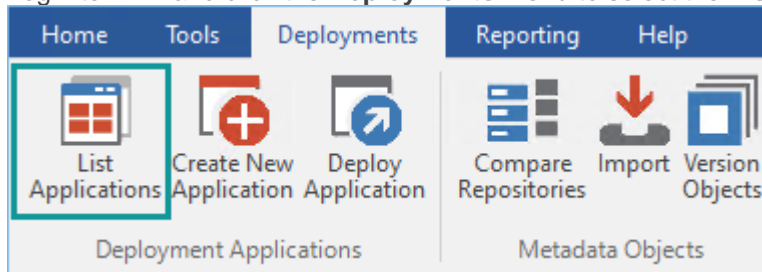 Deployments
Home Tools Deployments Reporting Help
List Applications
Create New Application
Deploy Application
Compare Repositories
Import
Version Objects
Deployment Applications
Metadata Objects